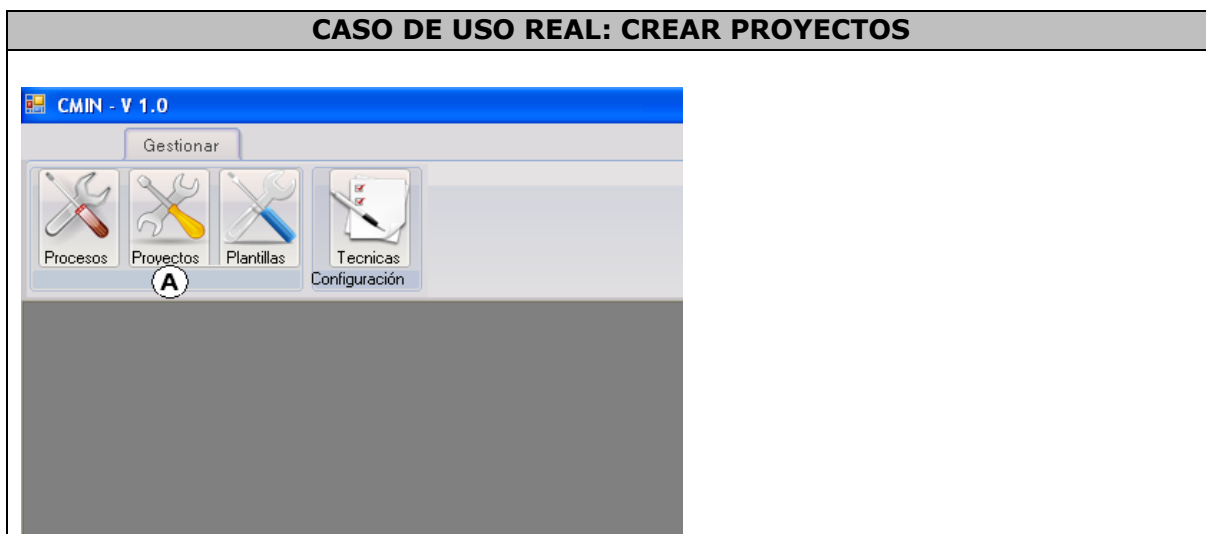 CASO DE USO REAL: CREAR PROYECTOS
CMIN - V 1.0
Gestionar
Procesos Proyectos Plantillas Tecnicas
A Configuración